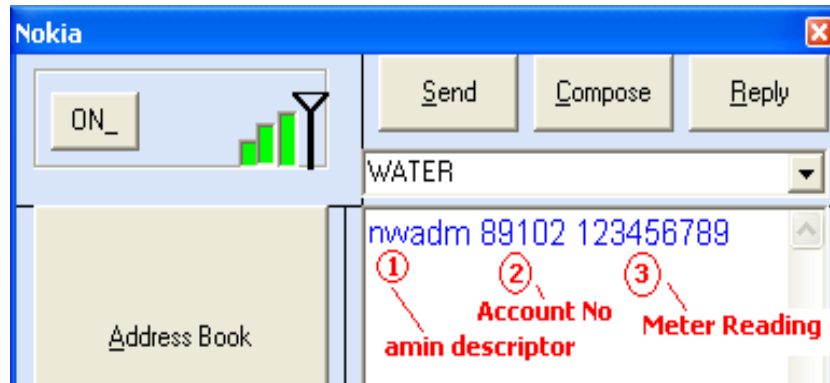 Nokia
ON_
Send
Compose
Reply
WATER
nwadm 89102 123456789
1
2
3
Account No
Meter Reading
amin descriptor
Address Book